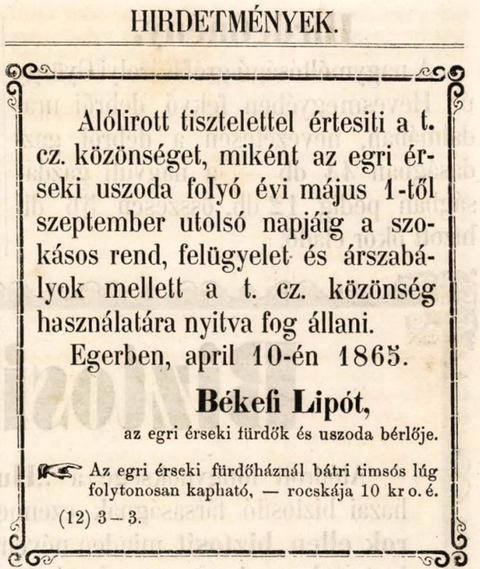 HIRDETMÉNYEK.
Alólirott tisztelettel értesiti a t.
cz. közönséget, miként az egri ér-
seki uszoda folyó évi május 1-től
szeptember utolsó napjáig a szo-
kásos rend, felügyelet és árszabá-
lyok mellett a t. cz. közönség
használatára nyitva fog állani.
Egerben, april 10-én 1865.
Békefi Lipót,
az egri érseki fürdők és uszoda bérlője.
Az egri érseki fürdőháznál bátri timsós lúg
folytonosan kapható, — rocskája 10 kr o. é.
(12) 3–3.